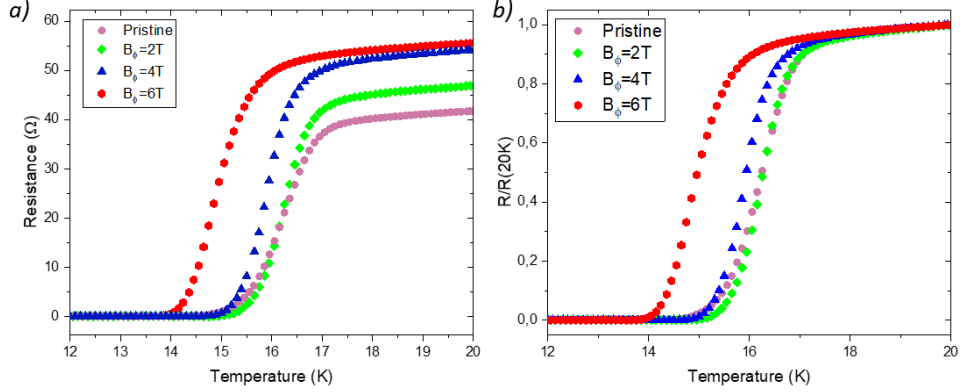 a)
Pristine
Bϕ=2T
Bϕ=4T
Bϕ=6T
Resistance (Ω)
60
50
40
30
20
10
0
12 13 14 15 16 17 18 19 20
Temperature (K)
b)
Pristine
Bϕ=2T
Bϕ=4T
Bϕ=6T
R/R(20K)
1,0
0,8
0,6
0,4
0,2
0,0
12 14 16 18 20
Temperature (K)